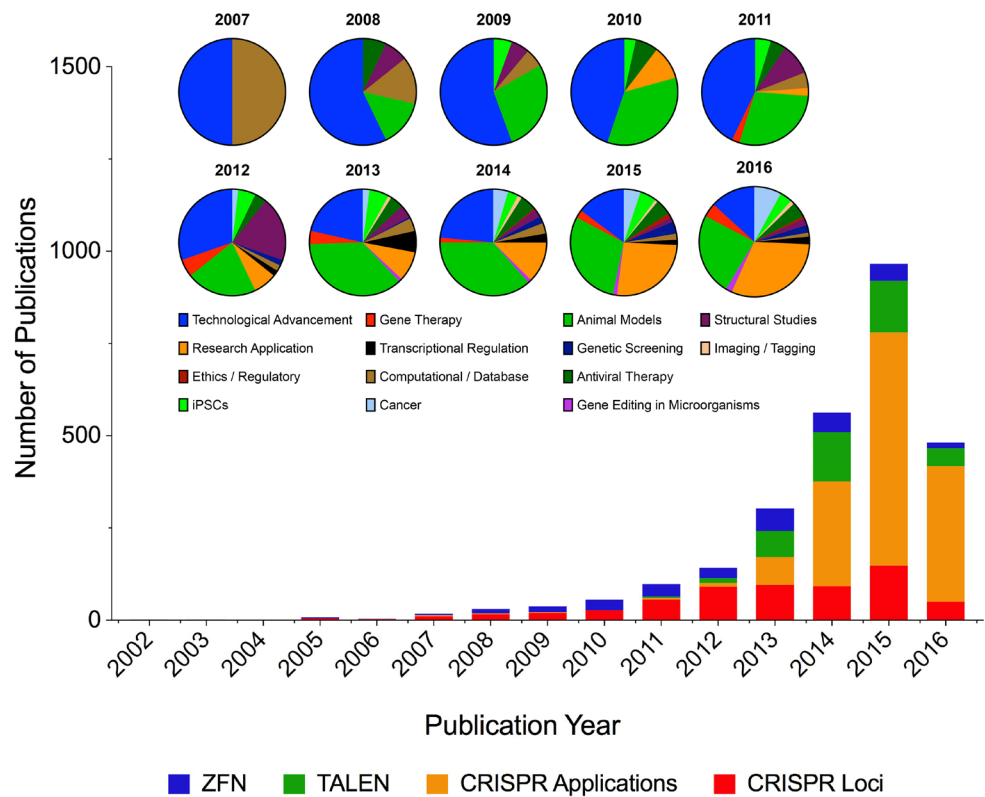 2007 2008 2009 2010 2011
1500
2012 2013 2014 2015 2016
1000
Technological Advancement Gene Therapy Animal Models Structural Studies
Research Application Transcriptional Regulation Genetic Screening Imaging / Tagging
Ethics / Regulatory Computational / Database Antiviral Therapy
iPSCs Cancer Gene Editing in Microorganisms
Number of Publications
500
0
2002 2003 2004 2005 2006 2007 2008 2009 2010 2011 2012 2013 2014 2015 2016
Publication Year
ZFN TALEN CRISPR Applications CRISPR Loci